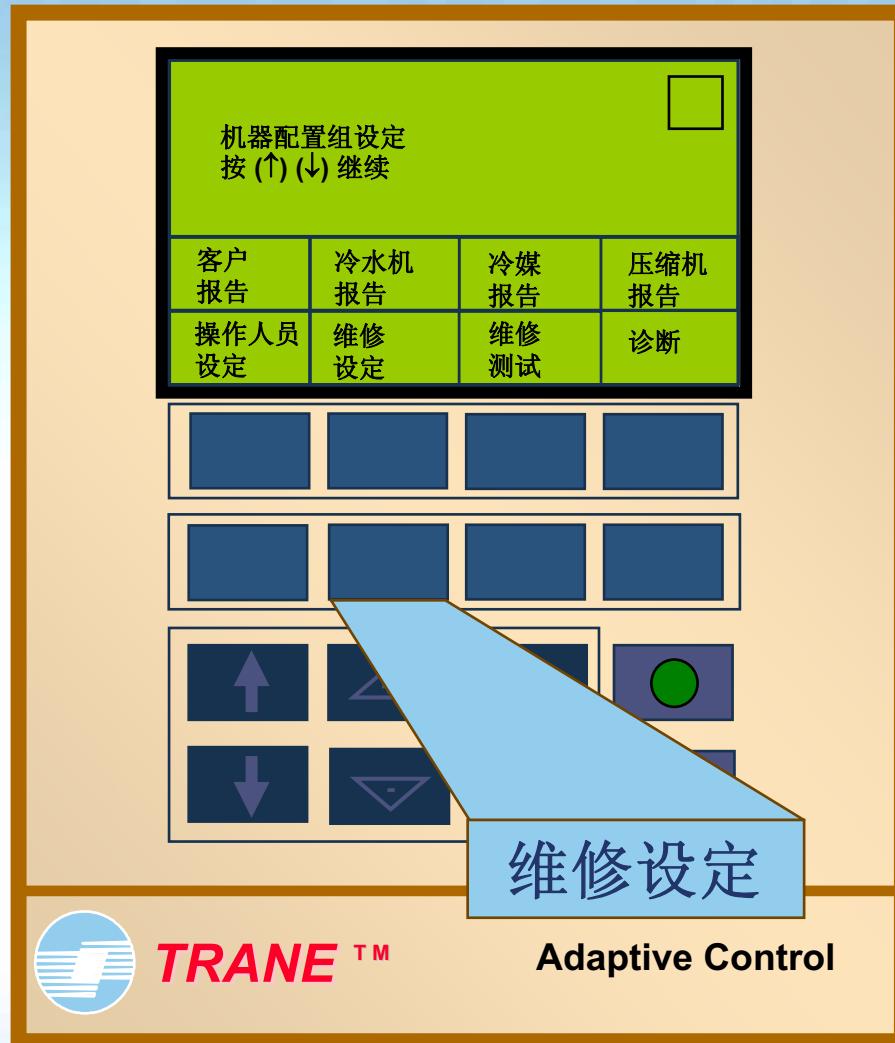 机器配置组设定
按 (↑) (↓) 继续
客户 冷水机 冷媒 压缩机
报告 报告 报告 报告
操作人员 维修 维修 诊断
设定 设定 测试
-
维修设定
TRANE ™ Adaptive Control